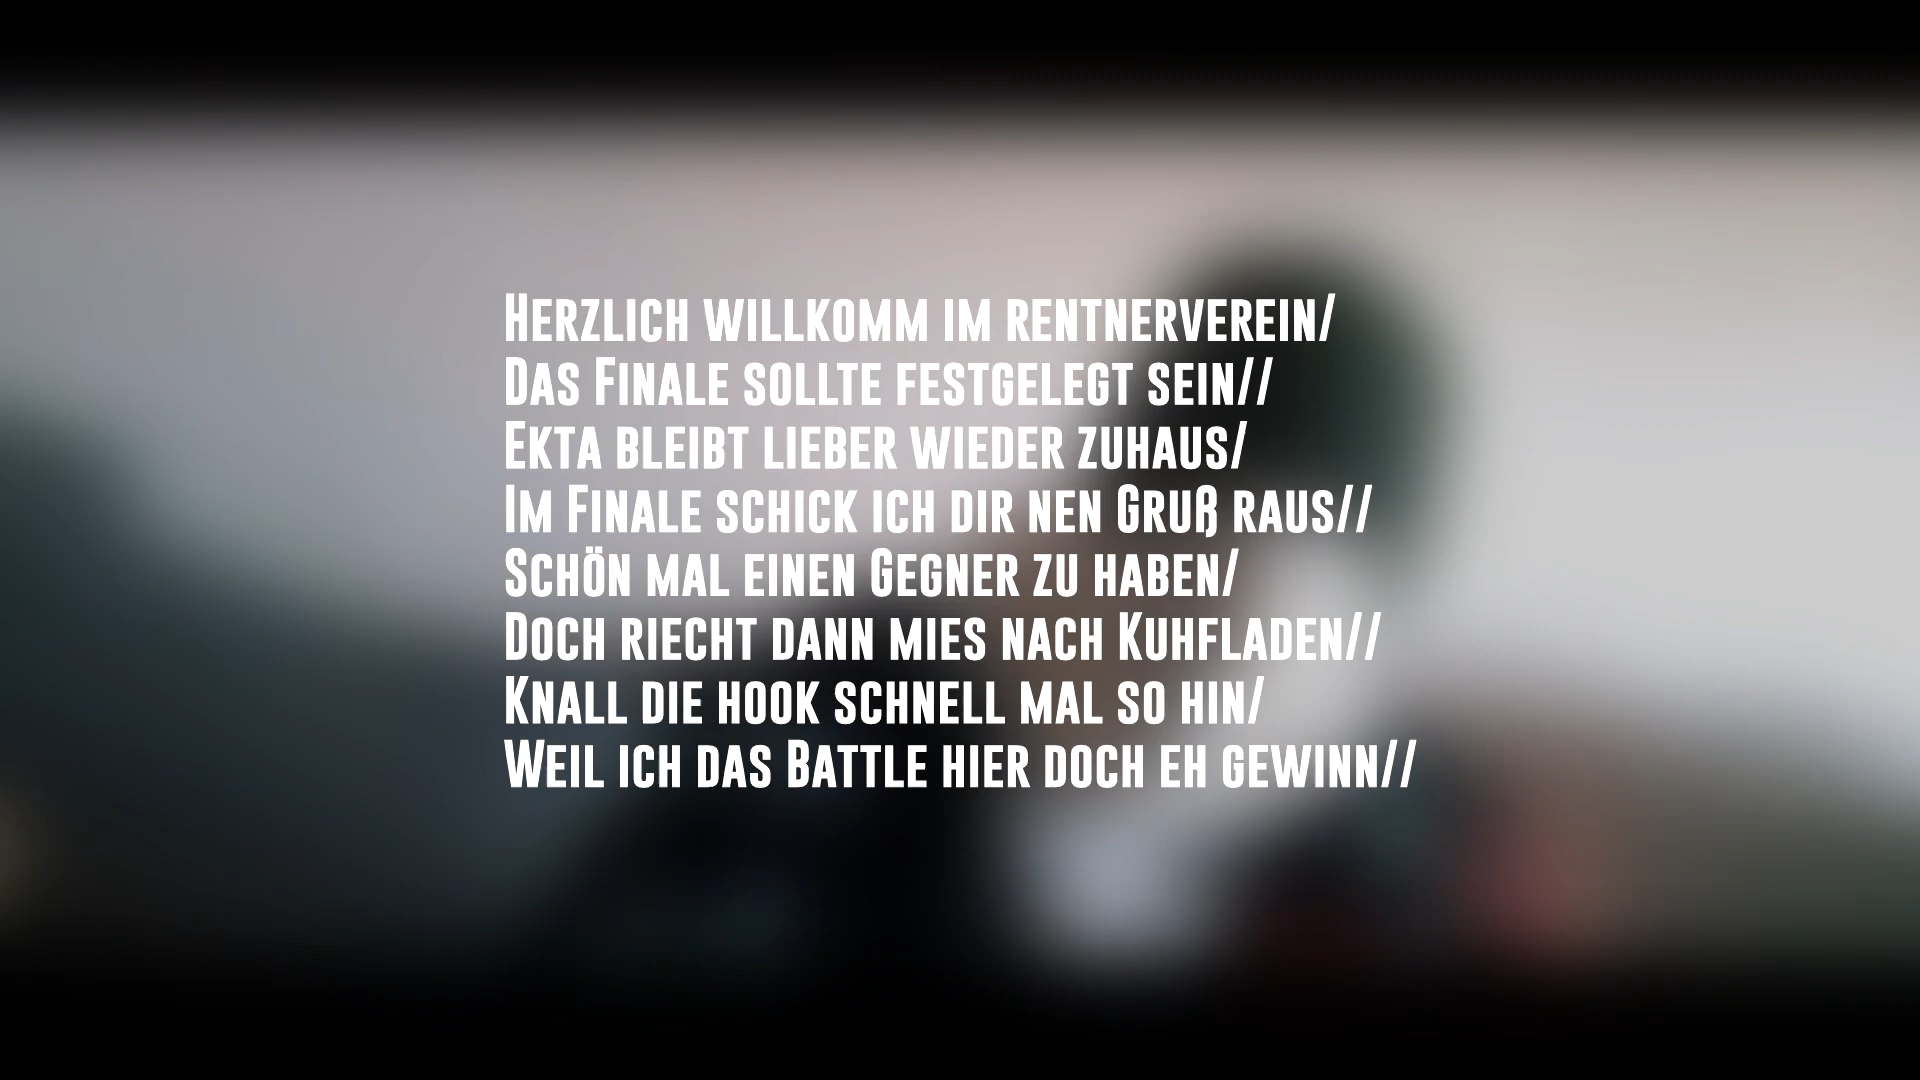 Herzlich willkomm im rentnerverein/
Das Finale sollte festgelegt sein//
Ekta bleibt lieber wieder zuhaus/
Im Finale schick ich dir nen Gruß raus//
Schön mal einen Gegner zu haben/
Doch riecht dann mies nach Kuhfladen//
Knall die hook schnell mal so hin/
Weil ich das Battle hier doch eh gewinn//